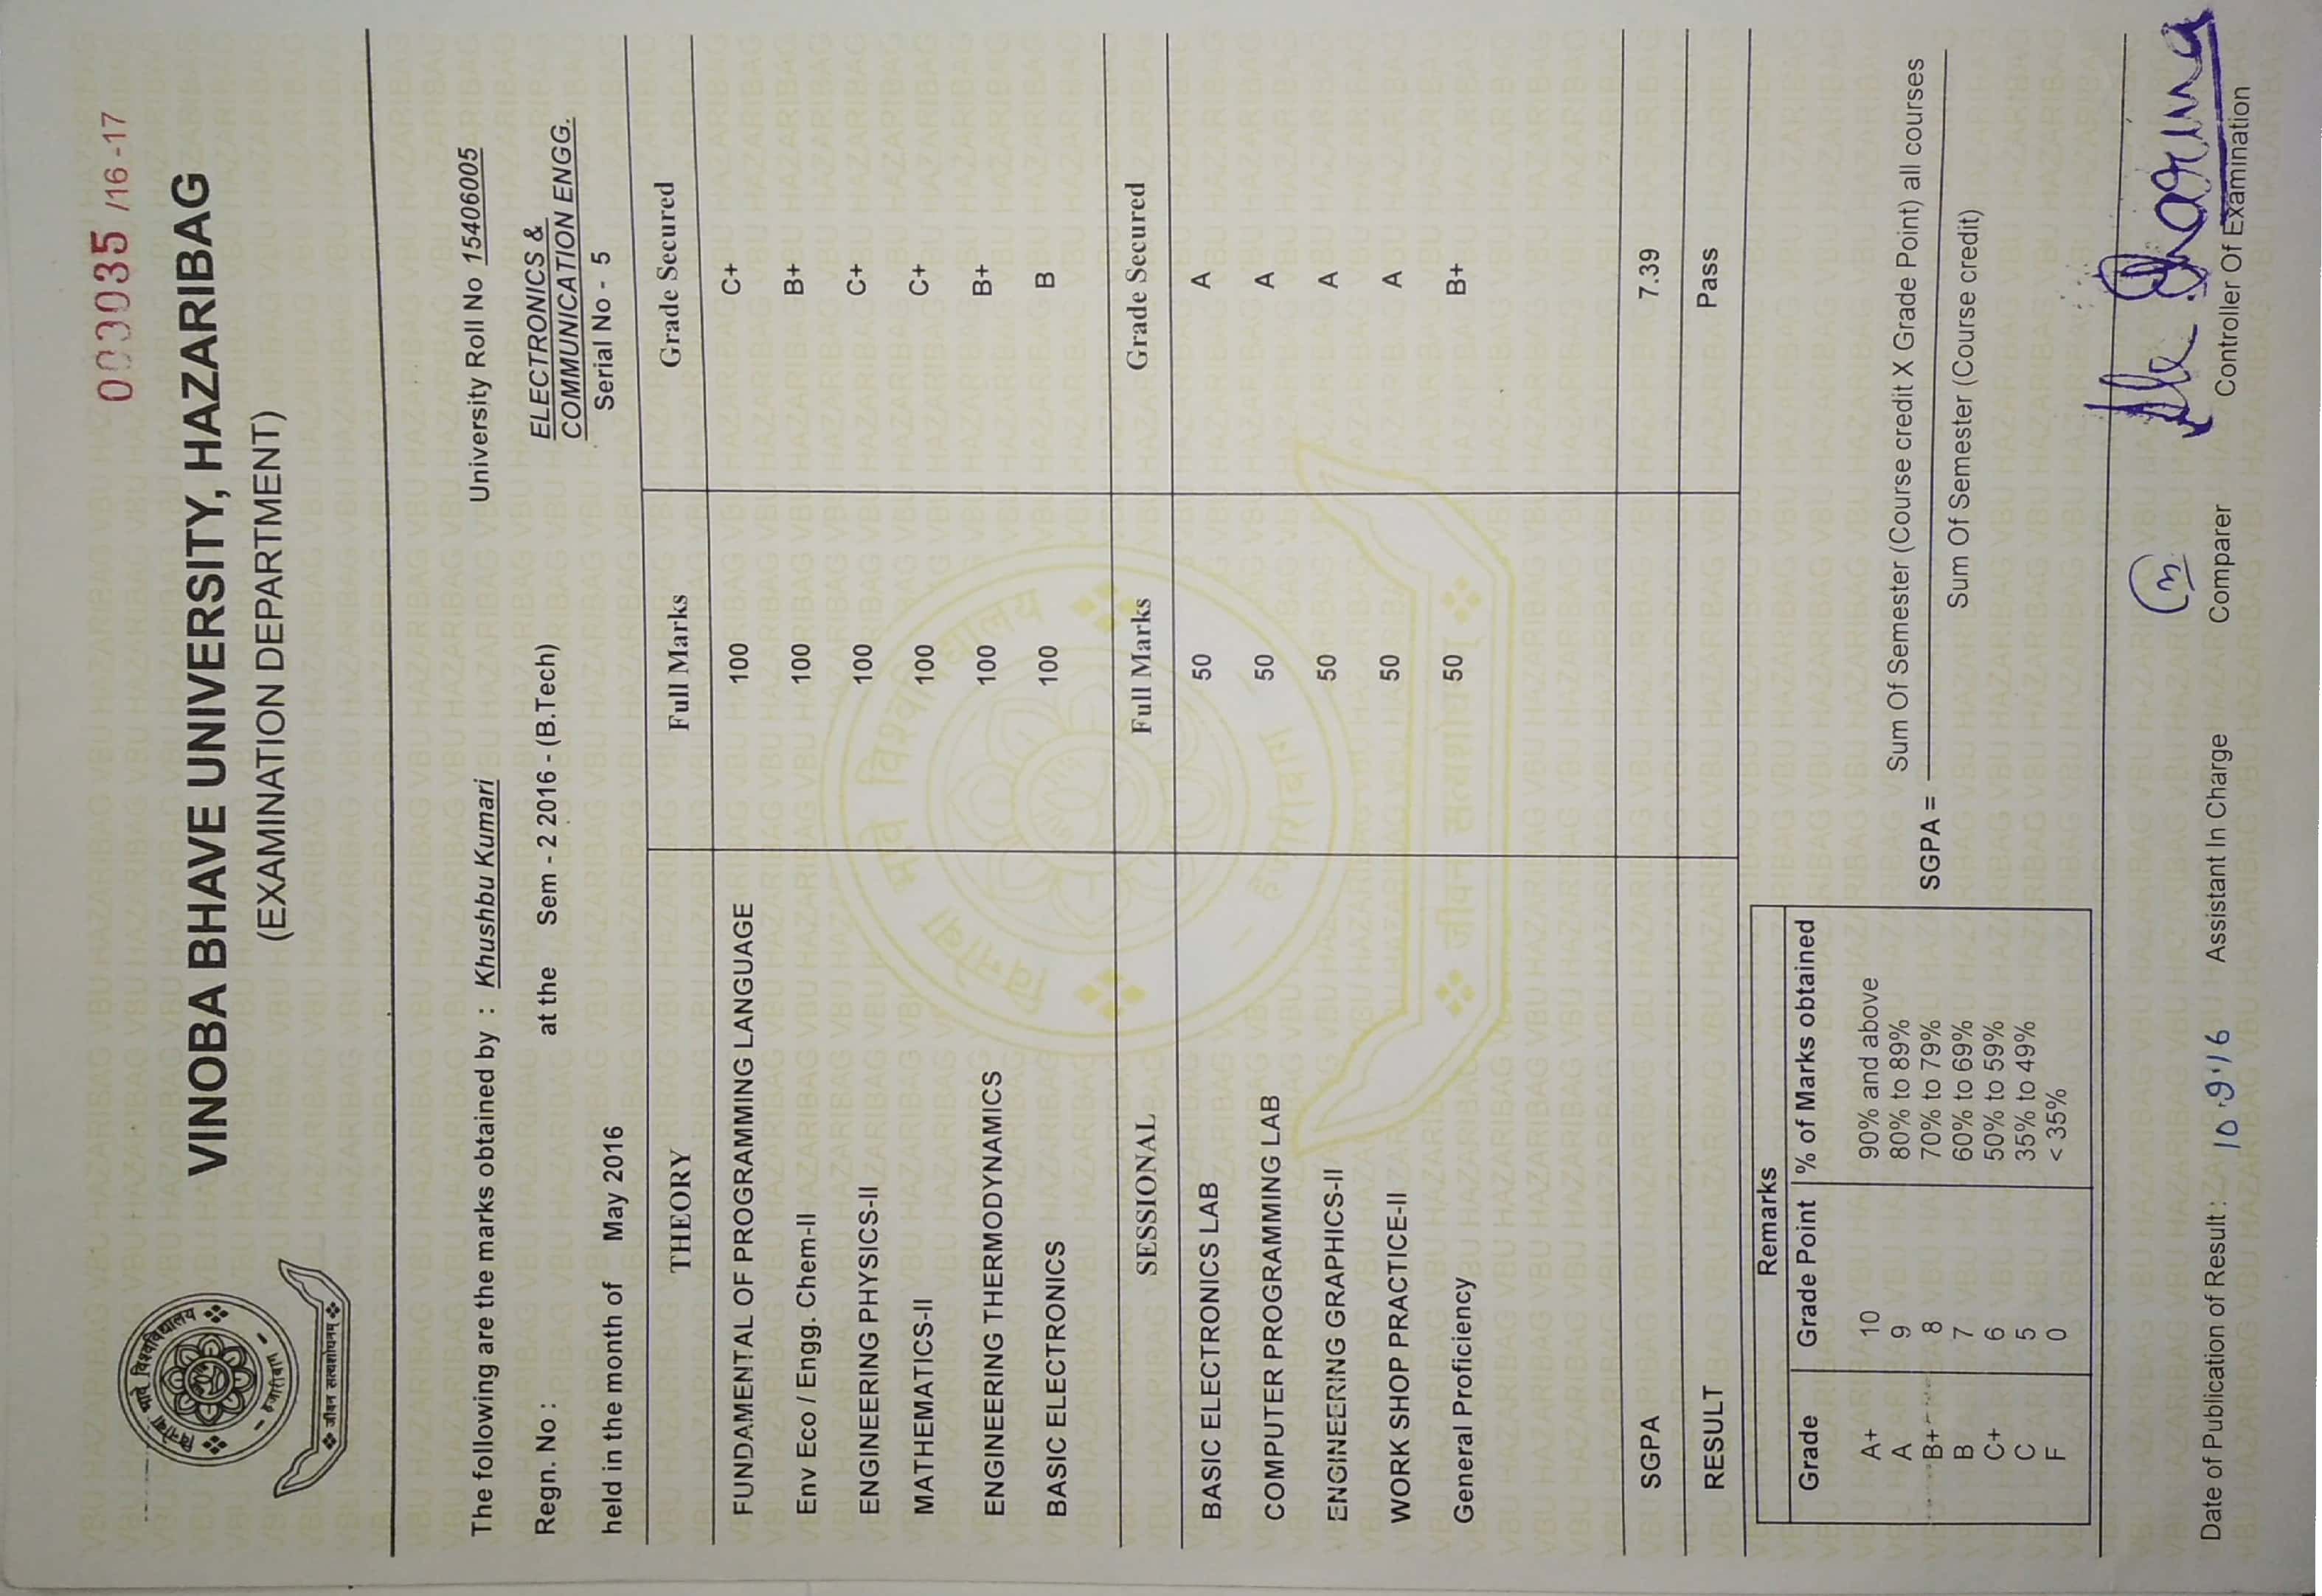 000035 /16-17
VINOBA BHAVE UNIVERSITY, HAZARIBAG
(EXAMINATION DEPARTMENT)
विनोबा भावे विश्वविद्यालय
- हजारीबाग -
जीवन सत्यशोधनम्
The following are the marks obtained by : Khushbu Kumari University Roll No 15406005
Regn. No : at the Sem - 2 2016 - (B.Tech) ELECTRONICS &
COMMUNICATION ENGG.
held in the month of May 2016 Serial No - 5
THEORY Full Marks Grade Secured
FUNDAMENTAL OF PROGRAMMING LANGUAGE 100 C+
Env Eco / Engg. Chem-II 100 B+
ENGINEERING PHYSICS-II 100 C+
MATHEMATICS-II 100 C+
ENGINEERING THERMODYNAMICS 100 B+
BASIC ELECTRONICS 100 B
SESSIONAL Full Marks Grade Secured
BASIC ELECTRONICS LAB 50 A
COMPUTER PROGRAMMING LAB 50 A
ENGINEERING GRAPHICS-II 50 A
WORK SHOP PRACTICE-II 50 A
General Proficiency 50 B+
SGPA 7.39
RESULT Pass
Remarks
Grade Grade Point % of Marks obtained
A+ 10 90% and above
A 9 80% to 89%
B+ 8 70% to 79%
B 7 60% to 69%
C+ 6 50% to 59%
C 5 35% to 49%
F 0 < 35%
Sum Of Semester (Course credit X Grade Point) all courses
SGPA =
Sum Of Semester (Course credit)
Date of Publication of Result : 10.9.16 Assistant In Charge Comparer Controller Of Examination